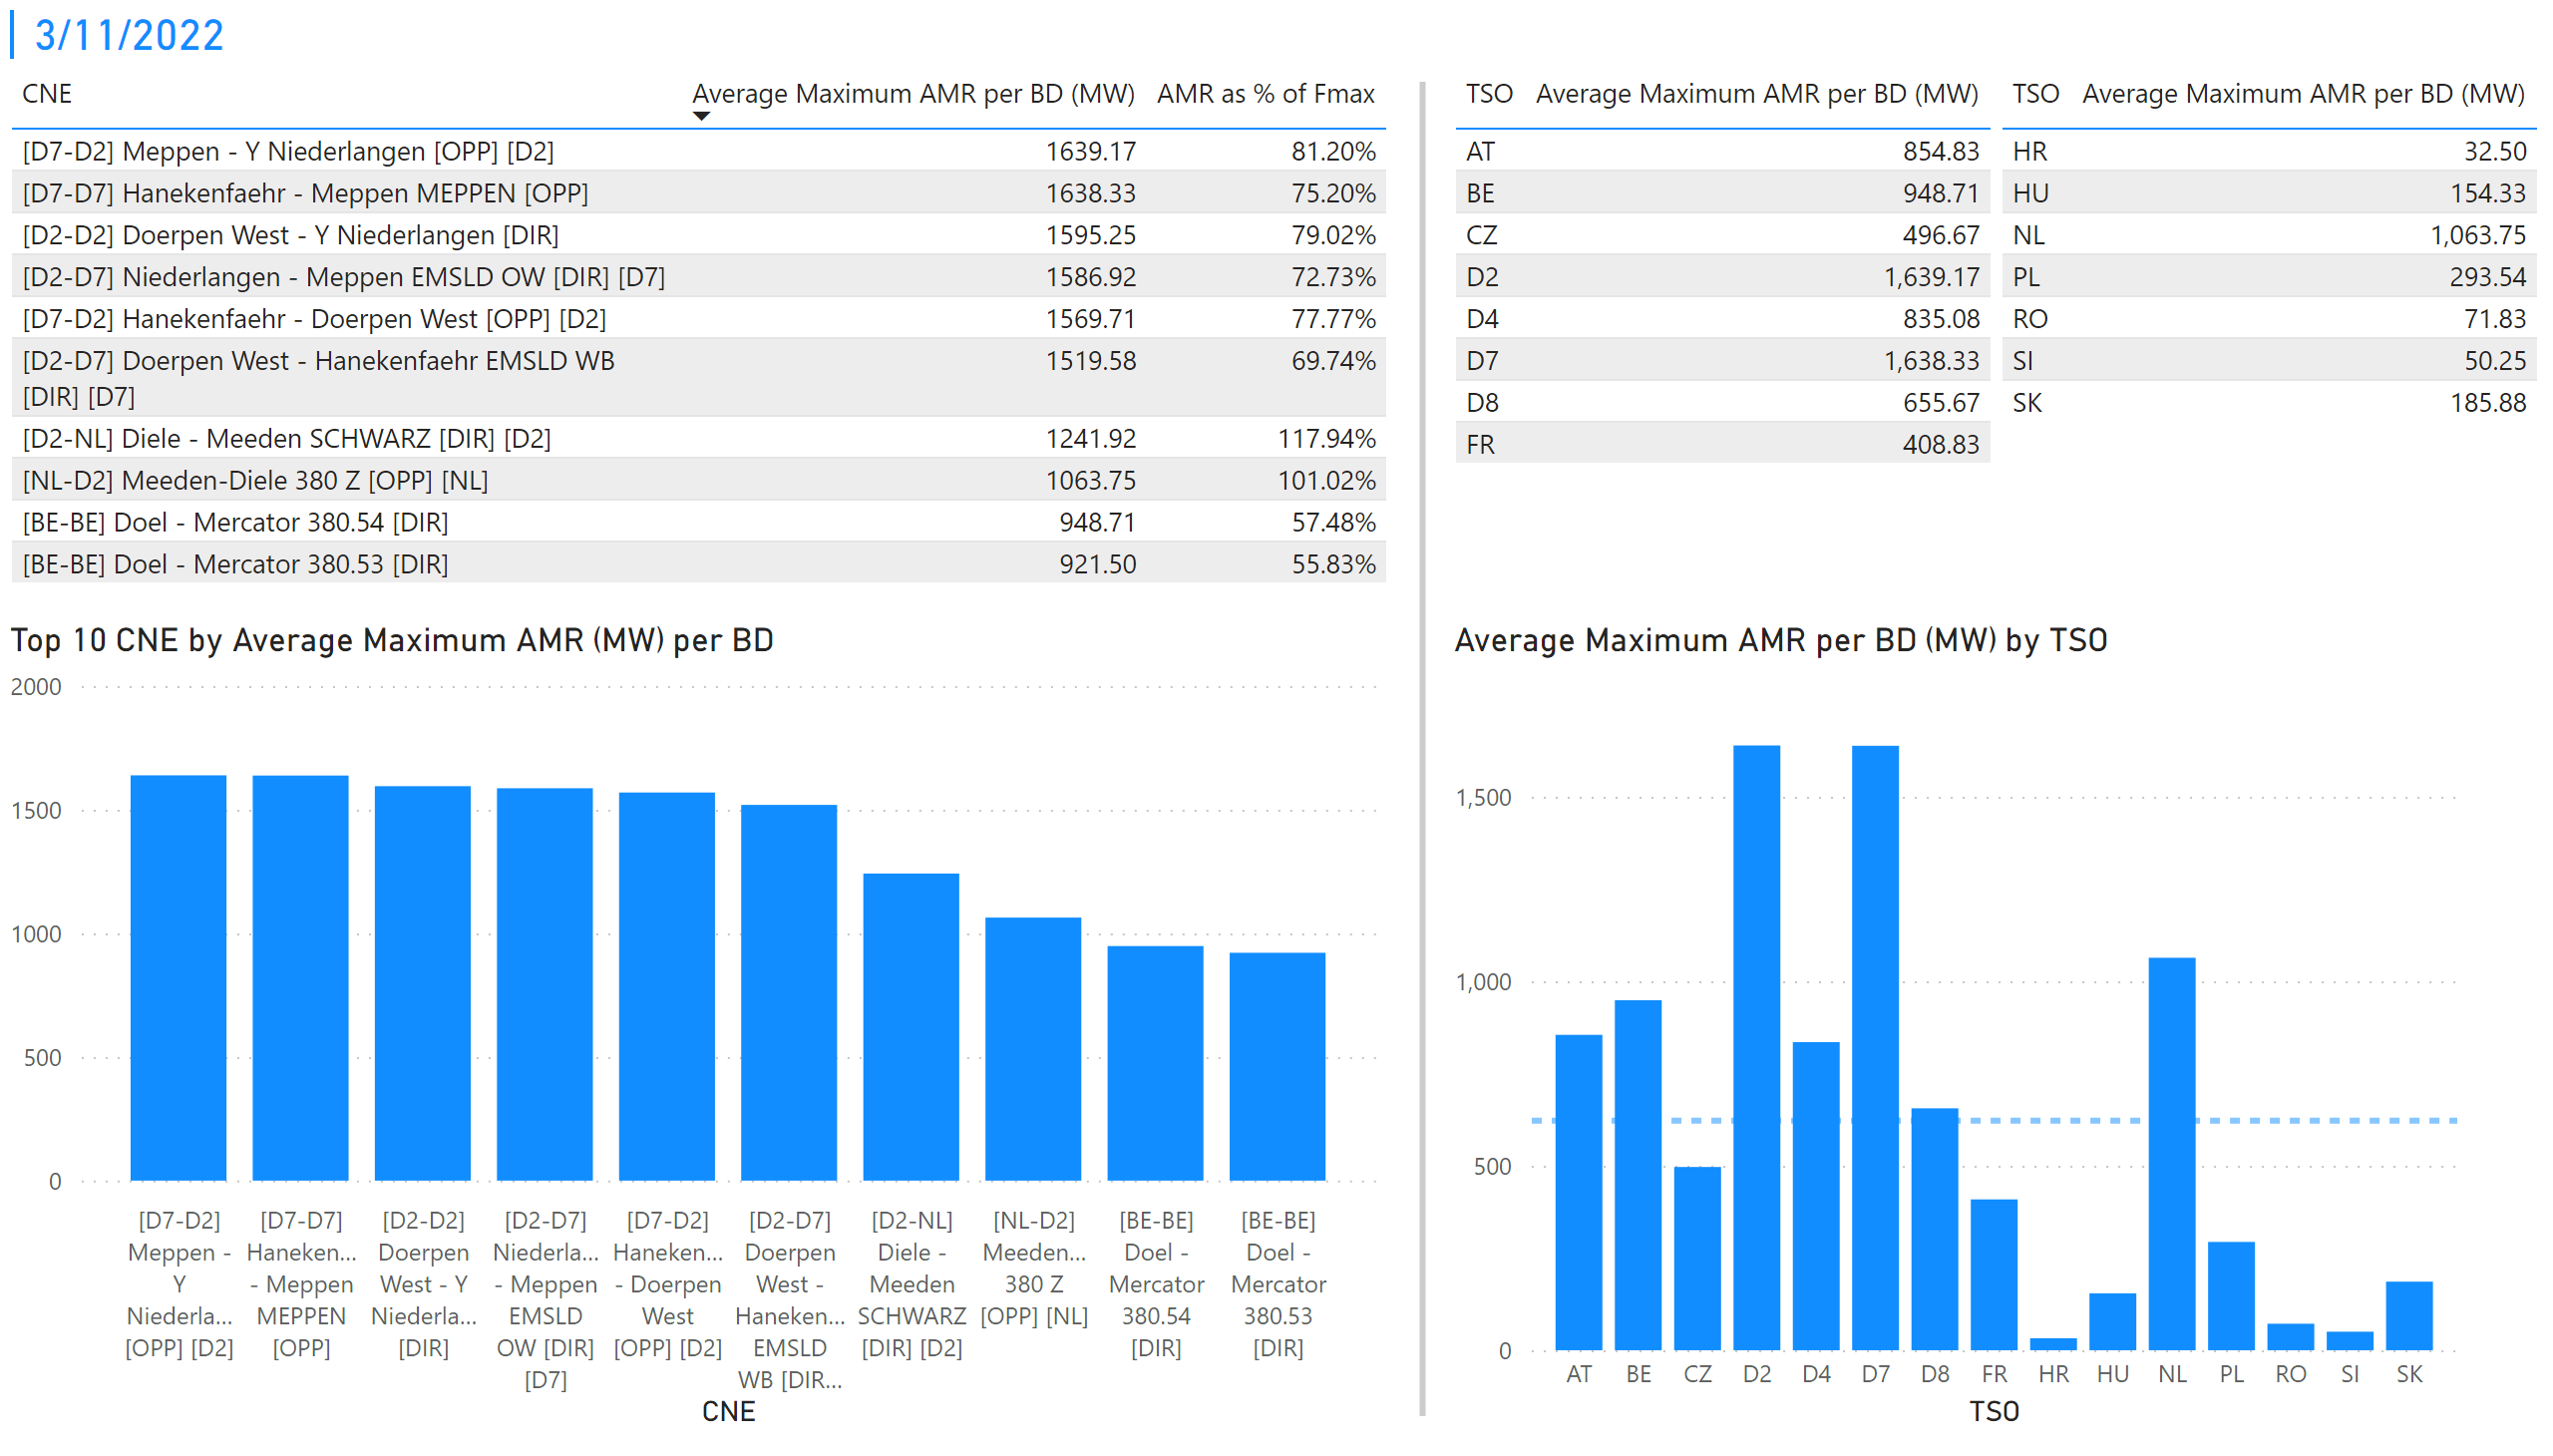 3/11/2022
CNE Average Maximum AMR per BD (MW) AMR as % of Fmax
[D7-D2] Meppen - Y Niederlangen [OPP] [D2] 1639.17 81.20%
[D7-D7] Hanekenfaehr - Meppen MEPPEN [OPP] 1638.33 75.20%
[D2-D2] Doerpen West - Y Niederlangen [DIR] 1595.25 79.02%
[D2-D7] Niederlangen - Meppen EMSLD OW [DIR] [D7] 1586.92 72.73%
[D7-D2] Hanekenfaehr - Doerpen West [OPP] [D2] 1569.71 77.77%
[D2-D7] Doerpen West - Hanekenfaehr EMSLD WB 1519.58 69.74%
[DIR] [D7]
[D2-NL] Diele - Meeden SCHWARZ [DIR] [D2] 1241.92 117.94%
[NL-D2] Meeden-Diele 380 Z [OPP] [NL] 1063.75 101.02%
[BE-BE] Doel - Mercator 380.54 [DIR] 948.71 57.48%
[BE-BE] Doel - Mercator 380.53 [DIR] 921.50 55.83%
TSO Average Maximum AMR per BD (MW)
AT 854.83
BE 948.71
CZ 496.67
D2 1,639.17
D4 835.08
D7 1,638.33
D8 655.67
FR 408.83
TSO Average Maximum AMR per BD (MW)
HR 32.50
HU 154.33
NL 1,063.75
PL 293.54
RO 71.83
SI 50.25
SK 185.88
Top 10 CNE by Average Maximum AMR (MW) per BD
2000
1500
1000
500
0
[D7-D2]
Meppen -
Y
Niederla...
[OPP] [D2]
[D7-D7]
Haneken...
- Meppen
MEPPEN
[OPP]
[D2-D2]
Doerpen
West - Y
Niederla...
[DIR]
[D2-D7]
Niederla...
- Meppen
EMSLD
OW [DIR]
[D7]
[D7-D2]
Haneken...
- Doerpen
West
[OPP] [D2]
[D2-D7]
Doerpen
West -
Haneken...
EMSLD
WB [DIR...
[D2-NL]
Diele -
Meeden
SCHWARZ
[DIR] [D2]
[NL-D2]
Meeden...
380 Z
[OPP] [NL]
[BE-BE]
Doel -
Mercator
380.54
[DIR]
[BE-BE]
Doel -
Mercator
380.53
[DIR]
CNE
Average Maximum AMR per BD (MW) by TSO
1,500
1,000
500
0
AT BE CZ D2 D4 D7 D8 FR HR HU NL PL RO SI SK
TSO